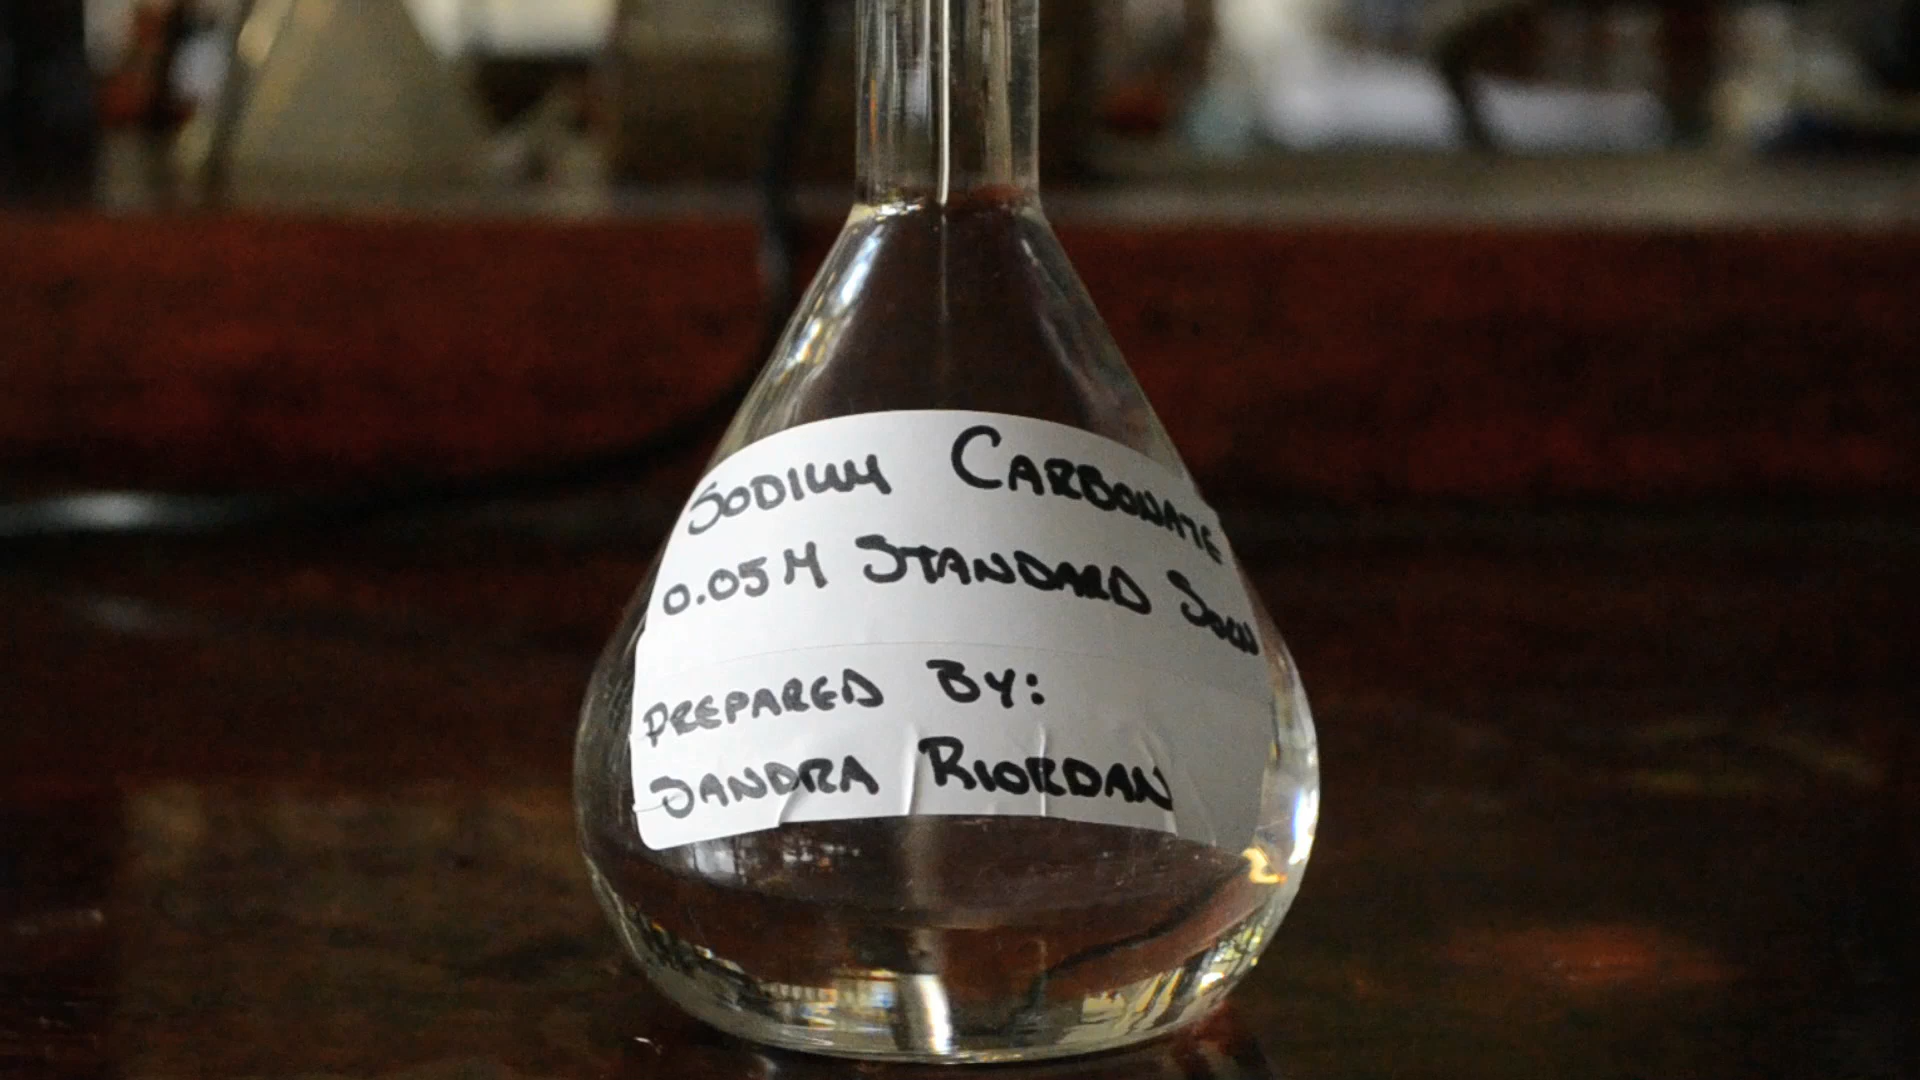 SODIUM CARBONATE
0.05M STANDARD SOLN
PREPARED BY:
SANDRA RIORDAN